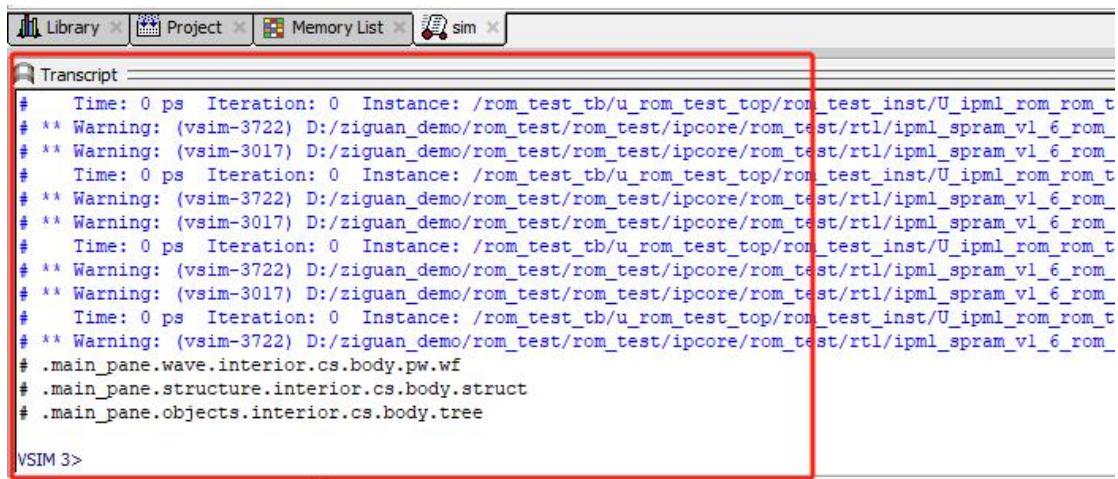 Library Project Memory List sim
Transcript
# Time: 0 ps Iteration: 0 Instance: /rom_test_tb/u_rom_test_top/rom_test_inst/U_ipml_rom_rom_t
# ** Warning: (vsim-3722) D:/ziguan_demo/rom_test/rom_test/ipcore/rom_test/rtl/ipml_spram_v1_6_rom_
# ** Warning: (vsim-3017) D:/ziguan_demo/rom_test/rom_test/ipcore/rom_test/rtl/ipml_spram_v1_6_rom_
# Time: 0 ps Iteration: 0 Instance: /rom_test_tb/u_rom_test_top/rom_test_inst/U_ipml_rom_rom_t
# ** Warning: (vsim-3722) D:/ziguan_demo/rom_test/rom_test/ipcore/rom_test/rtl/ipml_spram_v1_6_rom_
# ** Warning: (vsim-3017) D:/ziguan_demo/rom_test/rom_test/ipcore/rom_test/rtl/ipml_spram_v1_6_rom_
# Time: 0 ps Iteration: 0 Instance: /rom_test_tb/u_rom_test_top/rom_test_inst/U_ipml_rom_rom_t
# ** Warning: (vsim-3722) D:/ziguan_demo/rom_test/rom_test/ipcore/rom_test/rtl/ipml_spram_v1_6_rom_
# ** Warning: (vsim-3017) D:/ziguan_demo/rom_test/rom_test/ipcore/rom_test/rtl/ipml_spram_v1_6_rom_
# Time: 0 ps Iteration: 0 Instance: /rom_test_tb/u_rom_test_top/rom_test_inst/U_ipml_rom_rom_t
# ** Warning: (vsim-3722) D:/ziguan_demo/rom_test/rom_test/ipcore/rom_test/rtl/ipml_spram_v1_6_rom_
# .main_pane.wave.interior.cs.body.pw.wf
# .main_pane.structure.interior.cs.body.struct
# .main_pane.objects.interior.cs.body.tree
VSIM 3>